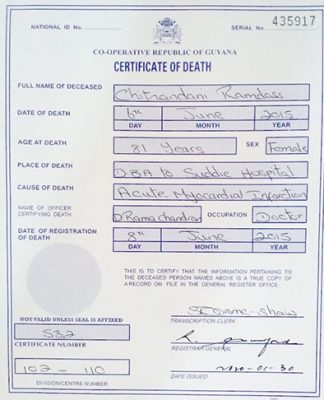 NATIONAL ID No. SERIAL No. 435917
CO-OPERATIVE REPUBLIC OF GUYANA
CERTIFICATE OF DEATH
FULL NAME OF DECEASED Chitrandani Ramdass
DATE OF DEATH 6th June 2015
DAY MONTH YEAR
AGE AT DEATH 81 Years SEX Female
PLACE OF DEATH DBA to Suddie Hospital
CAUSE OF DEATH Acute Myocardial Infarction
NAME OF OFFICER CERTIFYING DEATH D Rama chandran OCCUPATION Doctor
DATE OF REGISTRATION OF DEATH 8th June 2015
DAY MONTH YEAR
THIS IS TO CERTIFY THAT THE INFORMATION PERTAINING TO
THE DECEASED PERSON NAMED ABOVE IS A TRUE COPY OF
A RECORD ON FILE IN THE GENERAL REGISTER OFFICE
TRANSCRIPTION CLERK
NOT VALID UNLESS SEAL IS AFFIXED
532
CERTIFICATE NUMBER
REGISTRAR GENERAL
102 - 110
DIVISION/CENTRE NUMBER
-01-30
DATE ISSUED